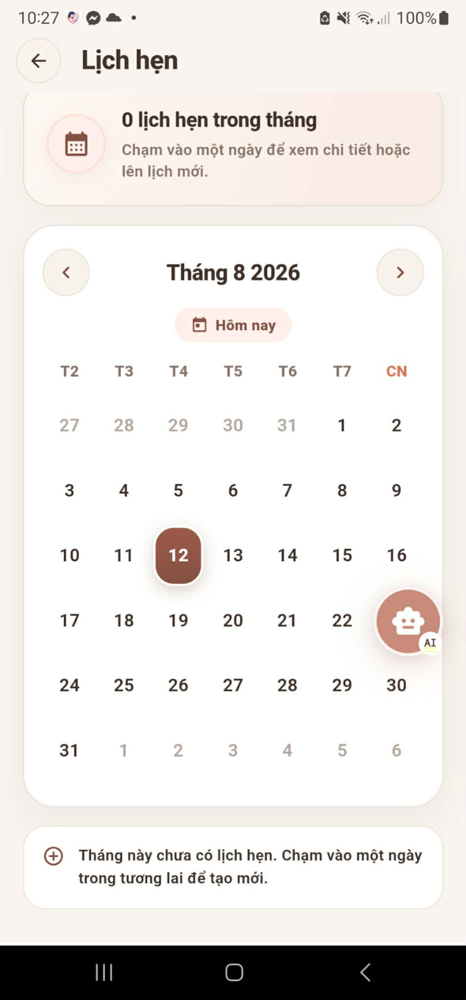 10:27
100%
Lịch hẹn
0 lịch hẹn trong tháng
Chạm vào một ngày để xem chi tiết hoặc
lên lịch mới.
Tháng 8 2026
Hôm nay
T2 T3 T4 T5 T6 T7 CN
27 28 29 30 31 1 2
3 4 5 6 7 8 9
10 11 12 13 14 15 16
17 18 19 20 21 22
AI
24 25 26 27 28 29 30
31 1 2 3 4 5 6
Tháng này chưa có lịch hẹn. Chạm vào một ngày
trong tương lai để tạo mới.